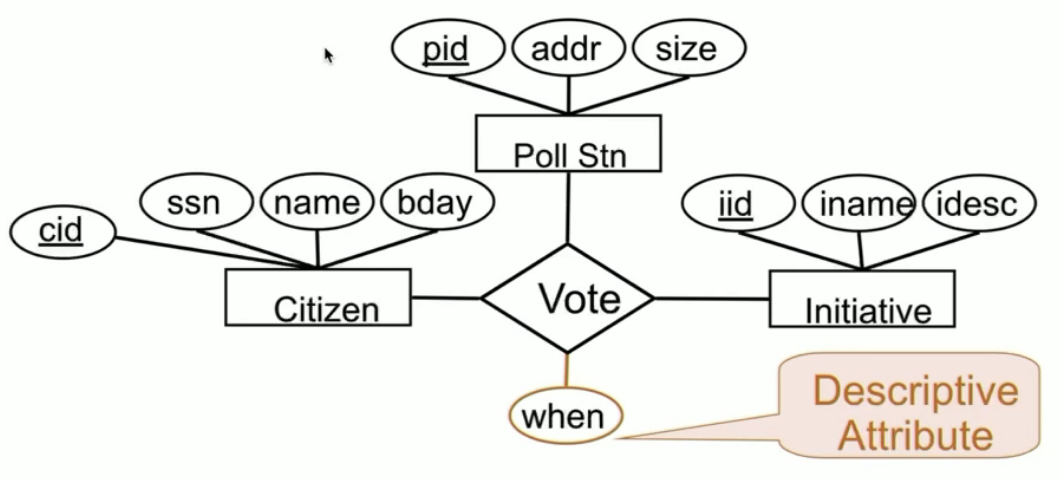 pid addr size
Poll Stn
ssn name bday
iid iname idesc
cid
Citizen
Vote
Initiative
when
Descriptive
Attribute